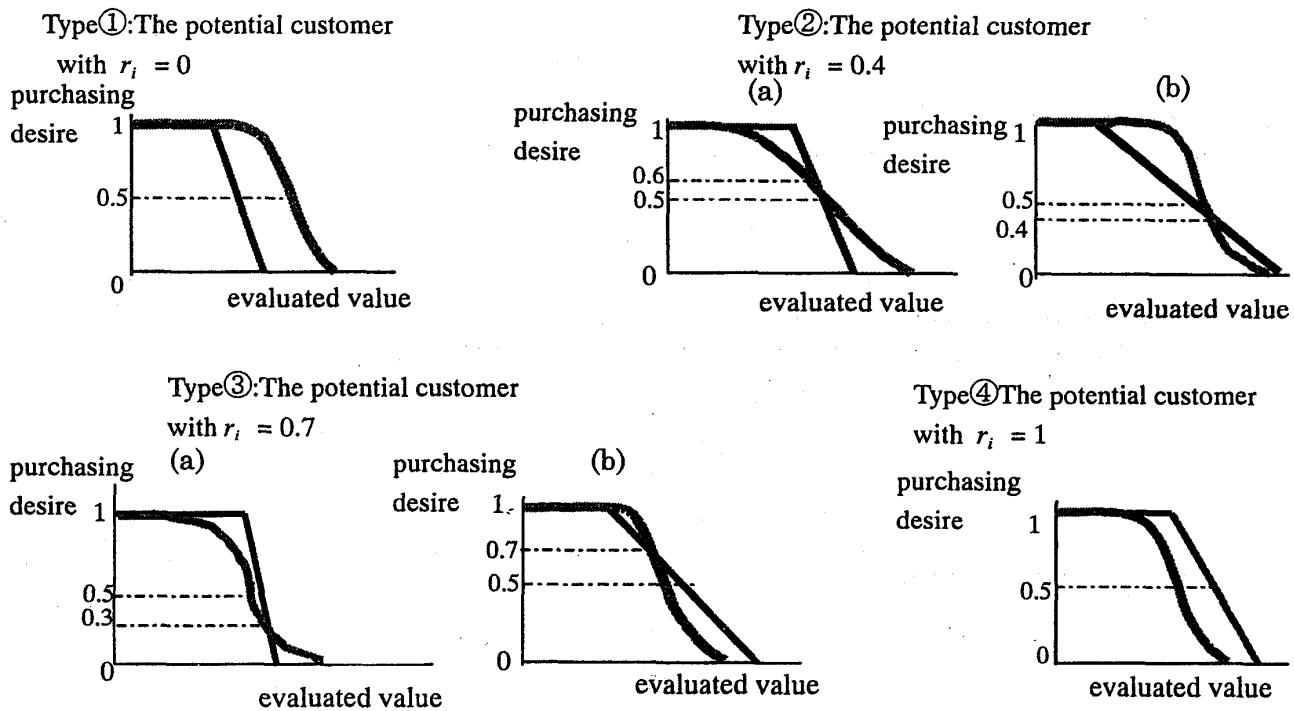 Type①:The potential customer
with r_i = 0
purchasing
desire
1
0.5
0
evaluated value
Type②:The potential customer
with r_i = 0.4
(a)
purchasing
desire
1
0.6
0.5
0
evaluated value
(b)
purchasing
desire
1
0.5
0.4
0
evaluated value
Type③:The potential customer
with r_i = 0.7
(a)
purchasing
desire
1
0.5
0.3
0
evaluated value
(b)
purchasing
desire
1
0.7
0.5
0
evaluated value
Type④The potential customer
with r_i = 1
purchasing
desire
1
0.5
0
evaluated value